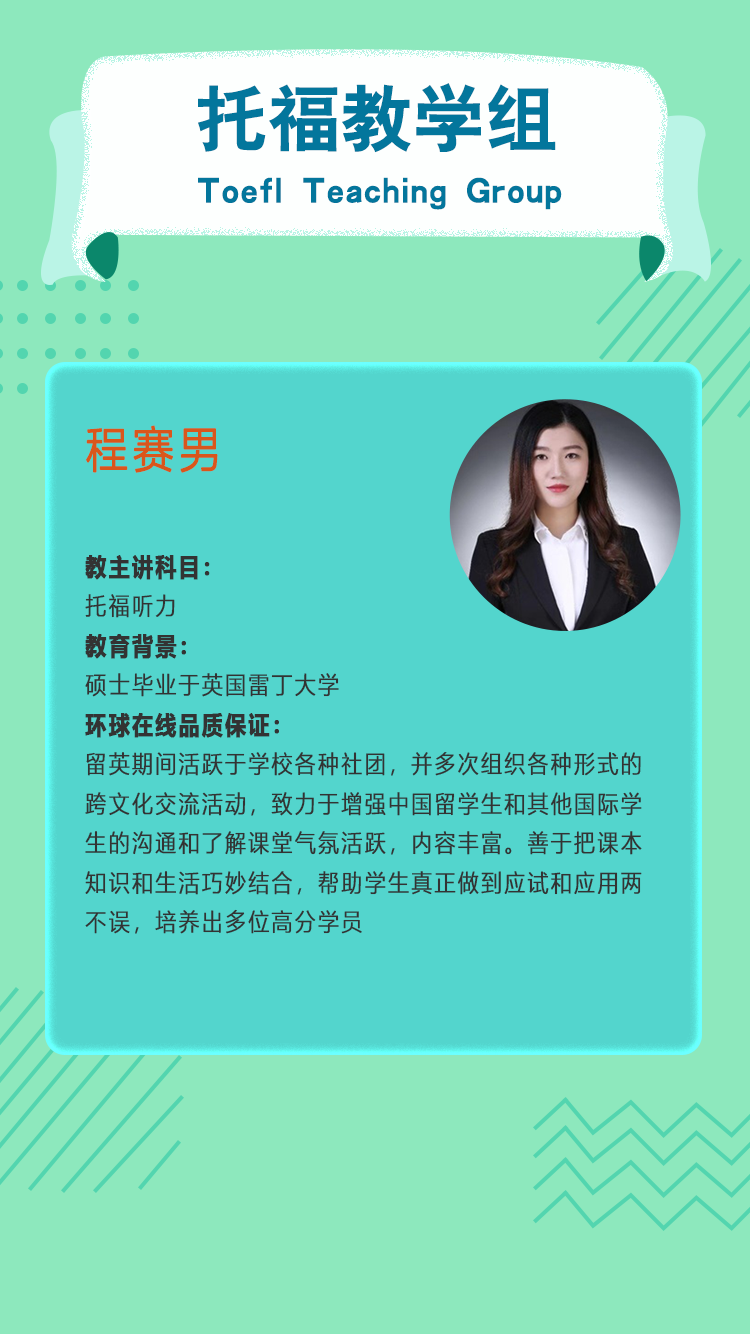 托福教学组
Toefl Teaching Group
程赛男
教主讲科目：
托福听力
教育背景：
硕士毕业于英国雷丁大学
环球在线品质保证：
留英期间活跃于学校各种社团，并多次组织各种形式的
跨文化交流活动，致力于增强中国留学生和其他国际学
生的沟通和了解课堂气氛活跃，内容丰富。善于把课本
知识和生活巧妙结合，帮助学生真正做到应试和应用两
不误，培养出多位高分学员